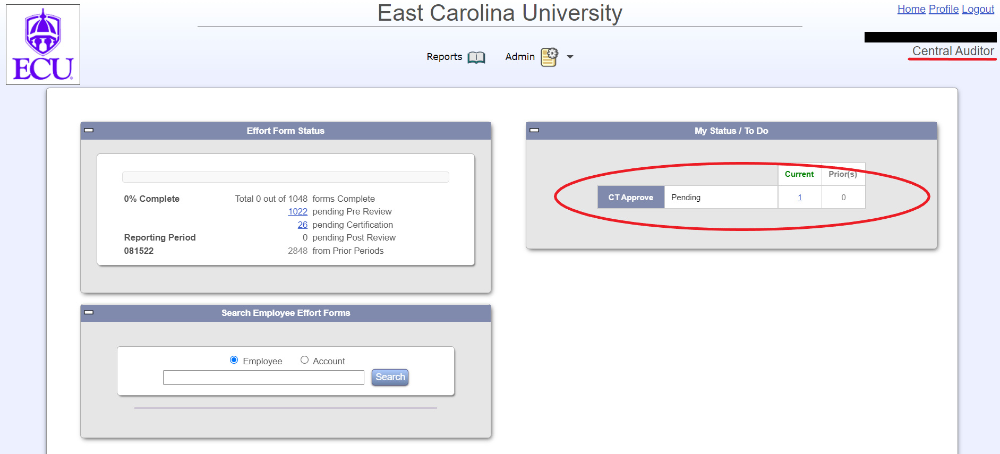 East Carolina University
Home Profile Logout
ECU
Reports Admin
Central Auditor
Effort Form Status
0% Complete Total 0 out of 1048 forms Complete
1022 pending Pre Review
26 pending Certification
Reporting Period 0 pending Post Review
081522 2848 from Prior Periods
My Status / To Do
Current Prior(s)
CT Approve Pending 1 0
Search Employee Effort Forms
Employee Account
Search